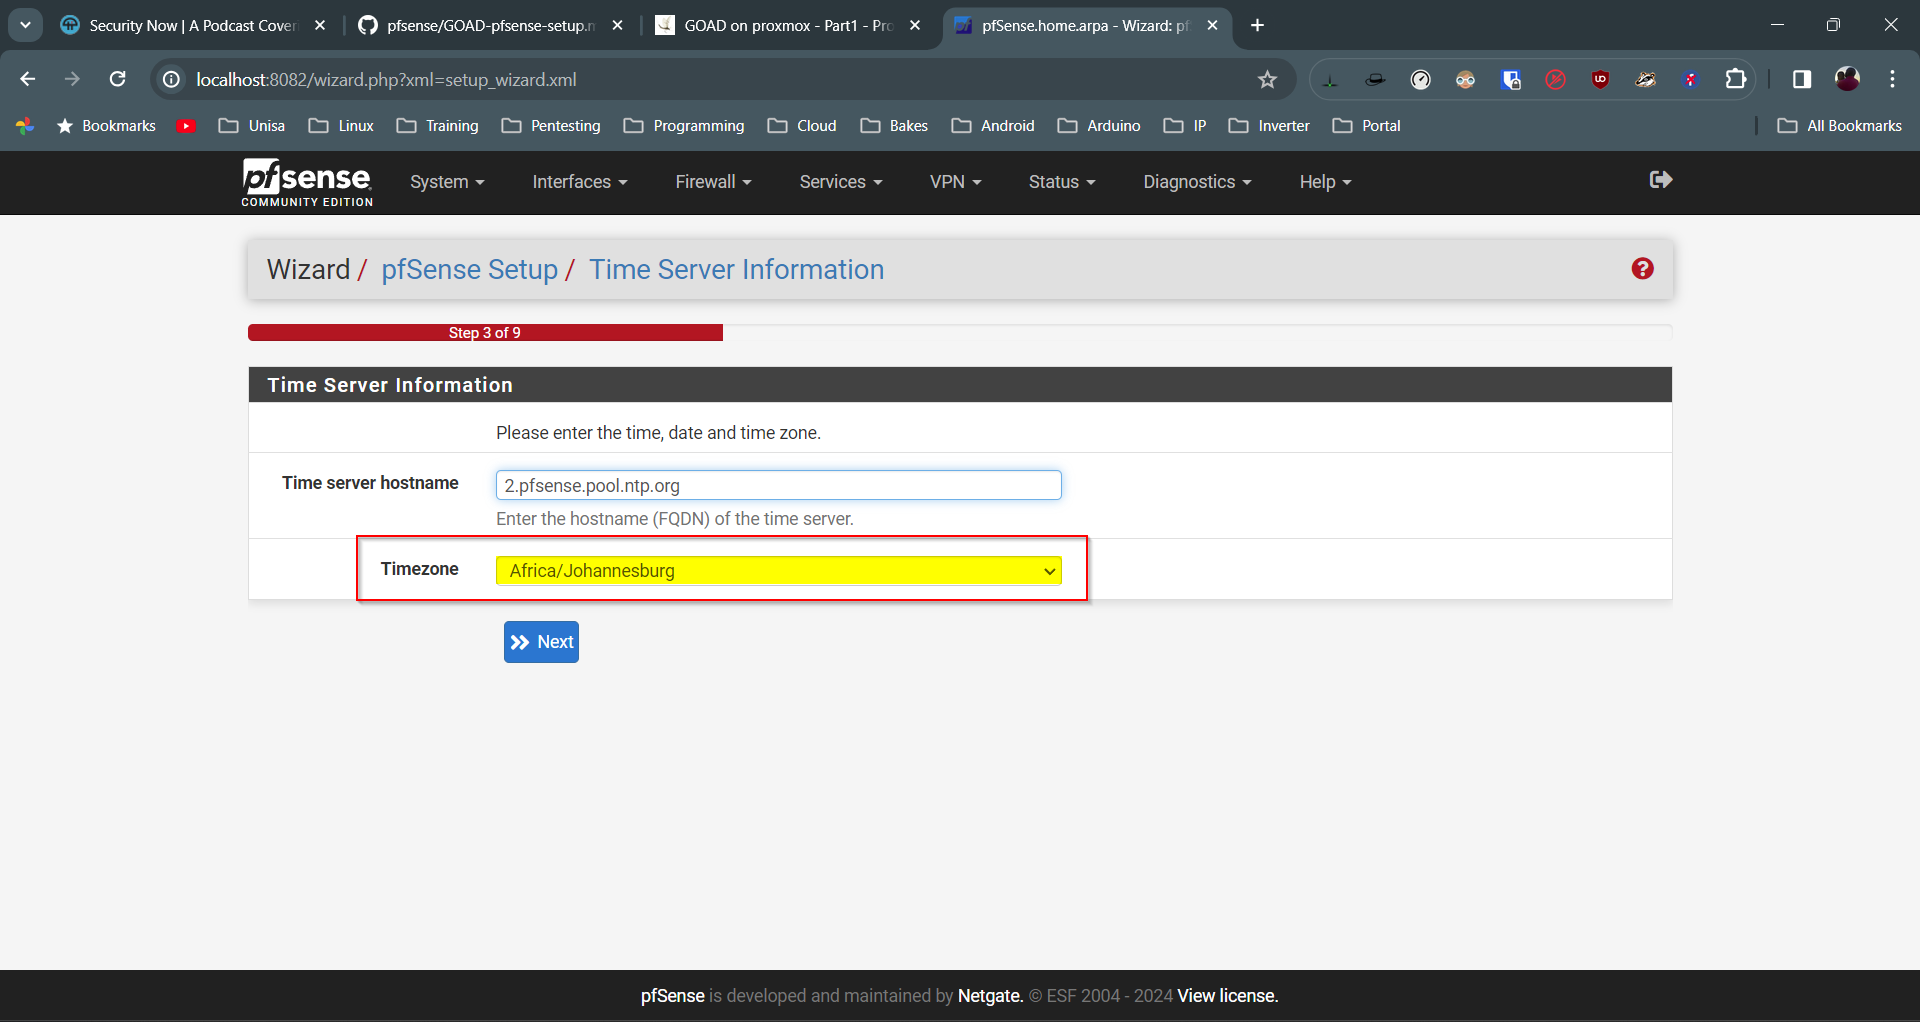 Security Now | A Podcast Coveri
pfsense/GOAD-pfsense-setup.m
GOAD on proxmox - Part1 - Pro
pfSense.home.arpa - Wizard: pf
localhost:8082/wizard.php?xml=setup_wizard.xml
Bookmarks Unisa Linux Training Pentesting Programming Cloud Bakes Android Arduino IP Inverter Portal All Bookmarks
pfsense
COMMUNITY EDITION
System Interfaces Firewall Services VPN Status Diagnostics Help
Wizard / pfSense Setup / Time Server Information
Step 3 of 9
Time Server Information
Please enter the time, date and time zone.
Time server hostname 2.pfsense.pool.ntp.org
Enter the hostname (FQDN) of the time server.
Timezone Africa/Johannesburg
Next
pfSense is developed and maintained by Netgate. © ESF 2004 - 2024 View license.